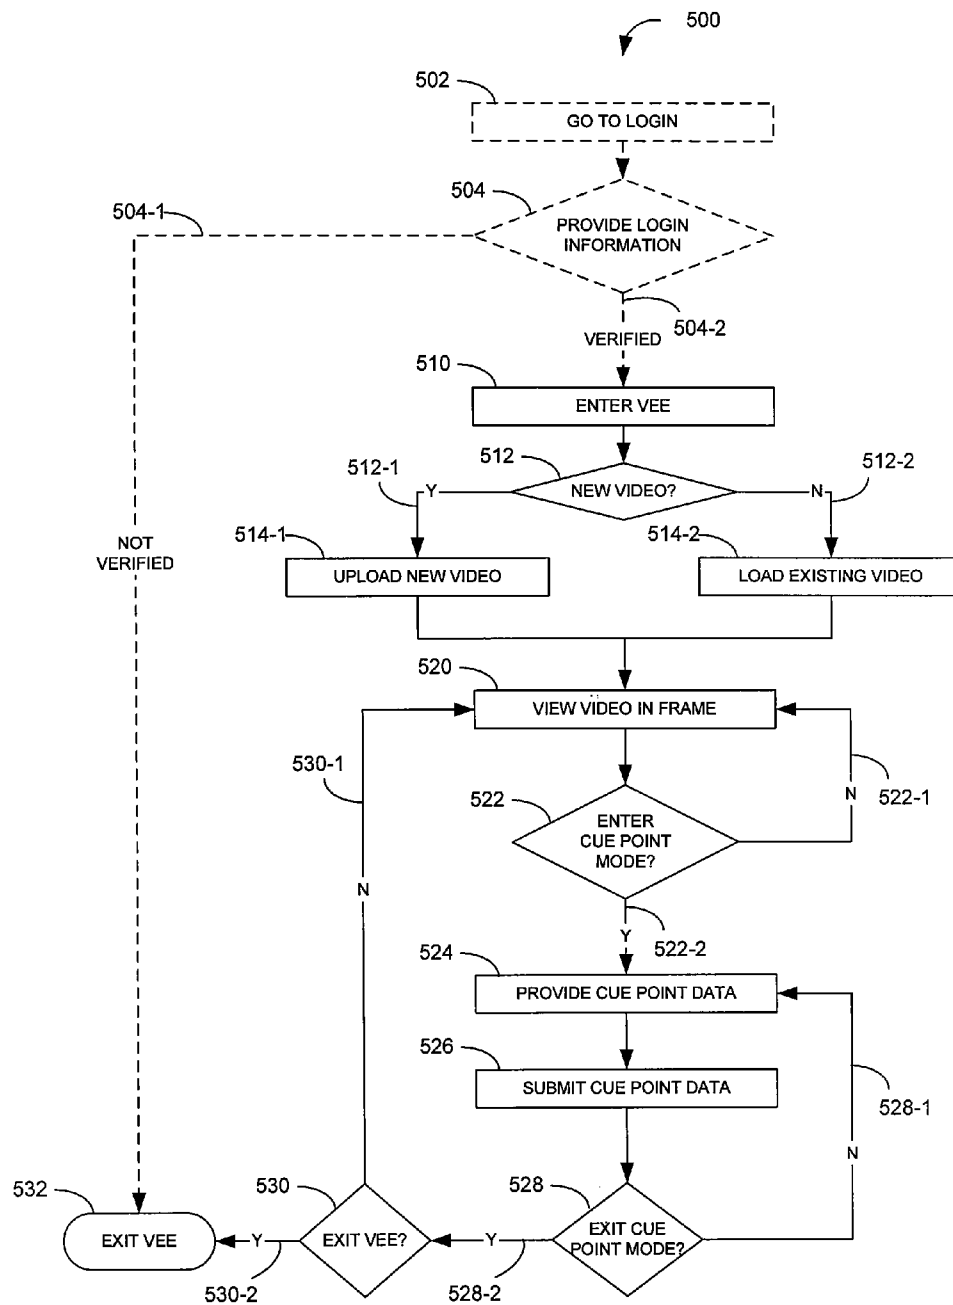 500
502
GO TO LOGIN
504
504-1
PROVIDE LOGIN
INFORMATION
504-2
VERIFIED
510
ENTER VEE
512-1
512
512-2
Y
NEW VIDEO?
N
514-1
514-2
NOT
VERIFIED
UPLOAD NEW VIDEO
LOAD EXISTING VIDEO
520
VIEW VIDEO IN FRAME
530-1
522
N
522-1
ENTER
CUE POINT
MODE?
N
Y
522-2
524
PROVIDE CUE POINT DATA
526
SUBMIT CUE POINT DATA
528-1
N
532
530
528
EXIT VEE
Y
EXIT VEE?
Y
EXIT CUE
POINT MODE?
530-2
528-2